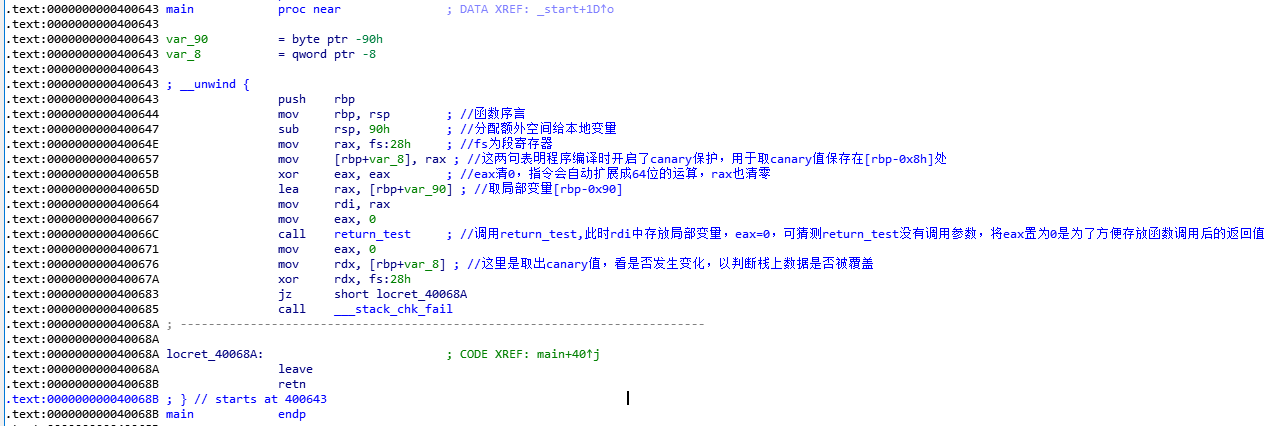 .text:0000000000400643 main proc near ; DATA XREF: _start+1D↑o
.text:0000000000400643
.text:0000000000400643 var_90 = byte ptr -90h
.text:0000000000400643 var_8 = qword ptr -8
.text:0000000000400643
.text:0000000000400643 ; __unwind {
.text:0000000000400643 push rbp
.text:0000000000400644 mov rbp, rsp ; //函数序言
.text:0000000000400647 sub rsp, 90h ; //分配额外空间给本地变量
.text:000000000040064E mov rax, fs:28h ; //fs为段寄存器
.text:0000000000400657 mov [rbp+var_8], rax ; //这两句表明程序编译时开启了canary保护，用于取canary值保存在[rbp-0x8h]处
.text:000000000040065B xor eax, eax ; //eax清0，指令会自动扩展成64位的运算，rax也清零
.text:000000000040065D lea rax, [rbp+var_90] ; //取局部变量[rbp-0x90]
.text:0000000000400664 mov rdi, rax
.text:0000000000400667 mov eax, 0
.text:000000000040066C call return_test ; //调用return_test,此时rdi中存放局部变量，eax=0，可猜测return_test没有调用参数，将eax置为0是为了方便存放函数调用后的返回值
.text:0000000000400671 mov eax, 0
.text:0000000000400676 mov rdx, [rbp+var_8] ; //这里是取出canary值，看是否发生变化，以判断栈上数据是否被覆盖
.text:000000000040067A xor rdx, fs:28h
.text:0000000000400683 jz short locret_40068A
.text:0000000000400685 call ___stack_chk_fail
.text:000000000040068A ; ---------------------------------------------------------------------------
.text:000000000040068A
.text:000000000040068A locret_40068A: ; CODE XREF: main+40↑j
.text:000000000040068A leave
.text:000000000040068B retn
.text:000000000040068B ; } // starts at 400643
.text:000000000040068B main endp